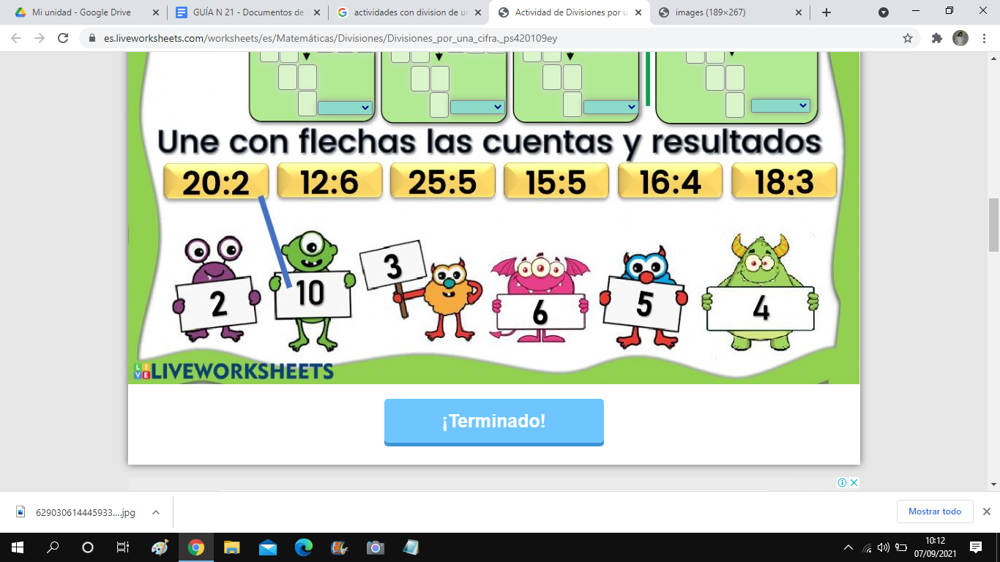 Mi unidad - Google Drive
GUÍA N 21 - Documentos de
actividades con division de un
Actividad de Divisiones por u
images (189×267)
es.liveworksheets.com/worksheets/es/Matemáticas/Divisiones/Divisiones_por_una_cifra._ps420109ey
Une con flechas las cuentas y resultados
20:2 12:6 25:5 15:5 16:4 18:3
2 10 3 6 5 4
LIVE LIVEWORKSHEETS
¡Terminado!
629030614445933....jpg
Mostrar todo
10:12
07/09/2021